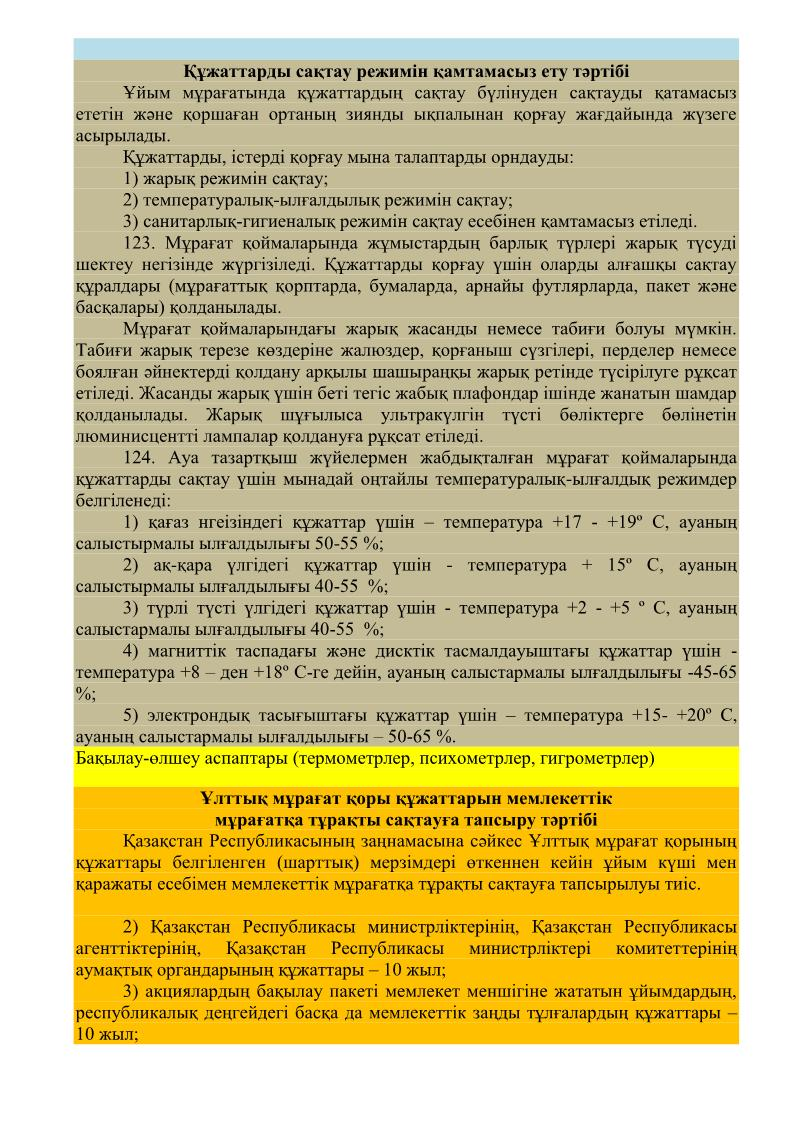 Құжаттарды сақтау режимін қамтамасыз ету тәртібі
Ұйым мұрағатында құжаттардың сақтау бүлінуден сақтауды қатамасыз
ететін және қоршаған ортаның зиянды ықпалынан қорғау жағдайында жүзеге
асырылады.
Құжаттарды, істерді қорғау мына талаптарды орндауды:
1) жарық режимін сақтау;
2) температуралық-ылғалдылық режимін сақтау;
3) санитарлық-гигиеналық режимін сақтау есебінен қамтамасыз етіледі.
123. Мұрағат қоймаларында жұмыстардың барлық түрлері жарық түсуді
шектеу негізінде жүргізіледі. Құжаттарды қорғау үшін оларды алғашқы сақтау
құралдары (мұрағаттық қорптарда, бумаларда, арнайы футлярларда, пакет және
басқалары) қолданылады.
Мұрағат қоймаларындағы жарық жасанды немесе табиғи болуы мүмкін.
Табиғи жарық терезе көздеріне жалюздер, қорғаныш сүзгілері, перделер немесе
боялған әйнектерді қолдану арқылы шашыраңқы жарық ретінде түсірілуге рұқсат
етіледі. Жасанды жарық үшін беті тегіс жабық плафондар ішінде жанатын шамдар
қолданылады. Жарық шұғылыса ультракүлгін түсті бөліктерге бөлінетін
люминисцентті лампалар қолдануға рұқсат етіледі.
124. Ауа тазартқыш жүйелермен жабдықталған мұрағат қоймаларында
құжаттарды сақтау үшін мынадай оңтайлы температуралық-ылғалдық режимдер
белгіленеді:
1) қағаз нгеізіндегі құжаттар үшін – температура +17 - +19º С, ауаның
салыстырмалы ылғалдылығы 50-55 %;
2) ақ-қара үлгідегі құжаттар үшін - температура + 15º С, ауаның
салыстырмалы ылғалдылығы 40-55 %;
3) түрлі түсті үлгідегі құжаттар үшін - температура +2 - +5 º С, ауаның
салыстармалы ылғалдылығы 40-55 %;
4) магниттік таспадағы және дисктік тасмалдауыштағы құжаттар үшін -
температура +8 – ден +18º С-ге дейін, ауаның салыстармалы ылғалдылығы -45-65
%;
5) электрондық тасығыштағы құжаттар үшін – температура +15- +20º С,
ауаның салыстармалы ылғалдылығы – 50-65 %.
Бақылау-өлшеу аспаптары (термометрлер, психометрлер, гигрометрлер)
Ұлттық мұрағат қоры құжаттарын мемлекеттік
мұрағатқа тұрақты сақтауға тапсыру тәртібі
Қазақстан Республикасының заңнамасына сәйкес Ұлттық мұрағат қорының
құжаттары белгіленген (шарттық) мерзімдері өткеннен кейін ұйым күші мен
қаражаты есебімен мемлекеттік мұрағатқа тұрақты сақтауға тапсырылуы тиіс.
2) Қазақстан Республикасы министрліктерінің, Қазақстан Республикасы
агенттіктерінің, Қазақстан Республикасы министрліктері комитеттерінің
аумақтық органдарының құжаттары – 10 жыл;
3) акциялардың бақылау пакеті мемлекет меншігіне жататын ұйымдардың,
республикалық деңгейдегі басқа да мемлекеттік заңды тұлғалардың құжаттары –
10 жыл;